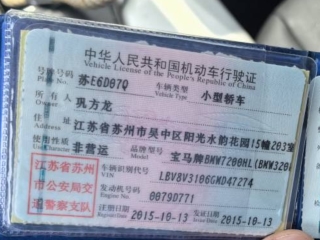 中华人民共和国机动车行驶证
Vehicle License of the People's Republic of China
号牌号码 苏E6D07Q 车辆类型 小型轿车
Plate No. Vehicle Type
所有人 巩方龙
Owner
住址 江苏省苏州市吴中区阳光水韵花园15幢203室
Address
使用性质 非营运 品牌型号 宝马牌BMW7200HL(BMW320
Use Character Model
江苏省苏州市公安局交通警察支队
车辆识别代号 LBV8V3106GMD47274
VIN
发动机号码 0079D771
Engine No.
注册日期 2015-10-13 发证日期 2015-10-13
Register Date Issue Date